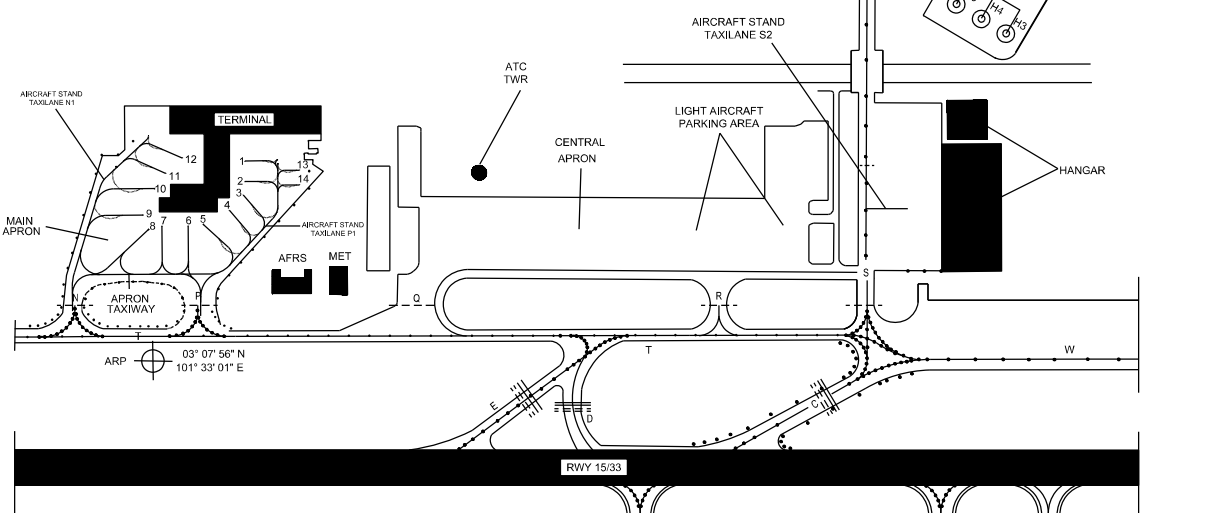 H4
H3
AIRCRAFT STAND
TAXILANE S2
ATC
TWR
AIRCRAFT STAND
TAXILANE N1
TERMINAL
LIGHT AIRCRAFT
PARKING AREA
CENTRAL
APRON
HANGAR
12
11
10
9
8
7
6
5
4
3
2
1
13
14
MAIN
APRON
AIRCRAFT STAND
TAXILANE P1
AFRS
MET
S
N
APRON
TAXIWAY
P
Q
R
T
T
W
ARP
03° 07' 56" N
101° 33' 01" E
E
D
C
RWY 15/33